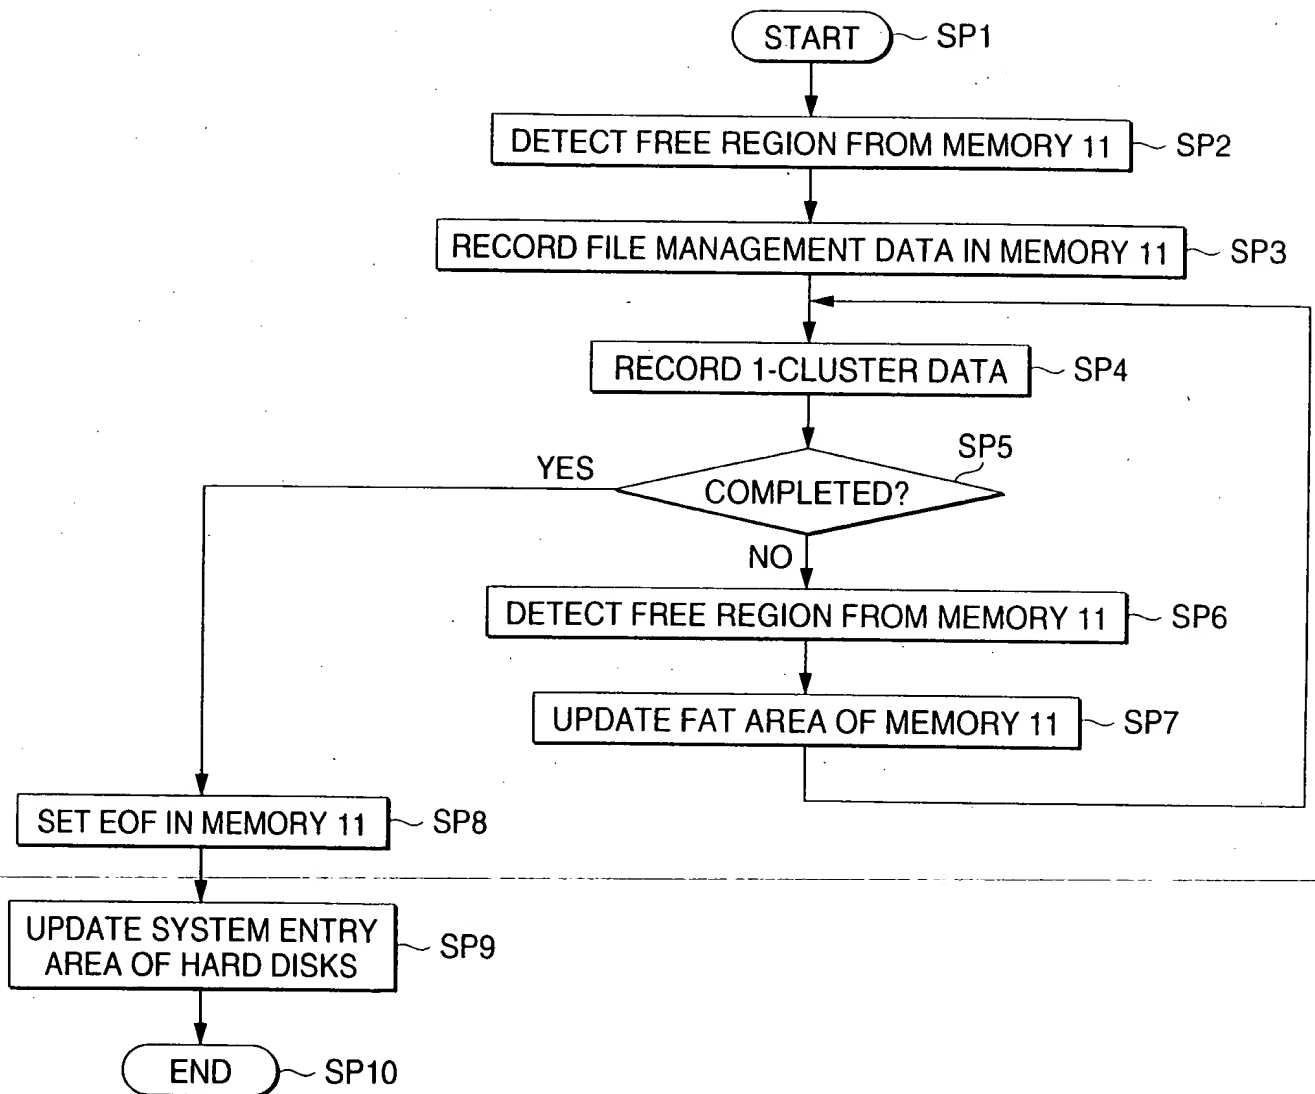 START SP1
DETECT FREE REGION FROM MEMORY 11 SP2
RECORD FILE MANAGEMENT DATA IN MEMORY 11 SP3
RECORD 1-CLUSTER DATA SP4
SP5
YES
COMPLETED?
NO
DETECT FREE REGION FROM MEMORY 11 SP6
UPDATE FAT AREA OF MEMORY 11 SP7
SET EOF IN MEMORY 11 SP8
UPDATE SYSTEM ENTRY
AREA OF HARD DISKS SP9
END SP10